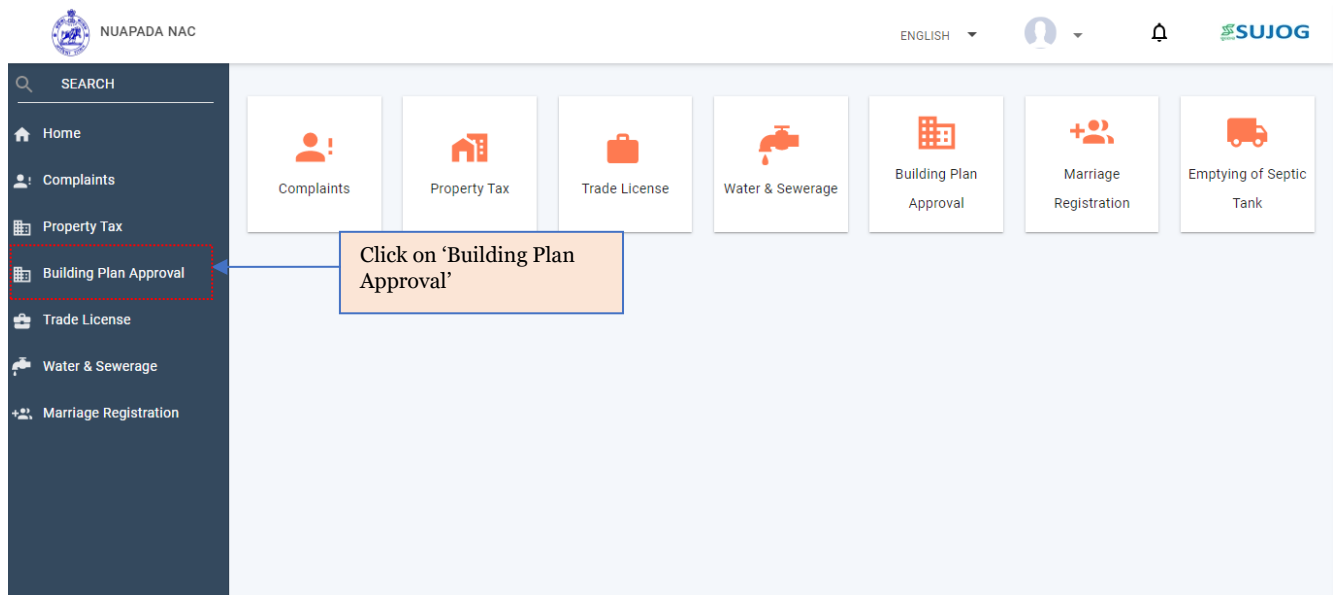 NUAPADA NAC
ENGLISH
SUJOG
SEARCH
Home
Complaints
Property Tax
Building Plan Approval
Trade License
Water & Sewerage
Marriage Registration
Complaints
Property Tax
Trade License
Water & Sewerage
Building Plan
Approval
Marriage
Registration
Emptying of Septic
Tank
Click on ‘Building Plan
Approval’